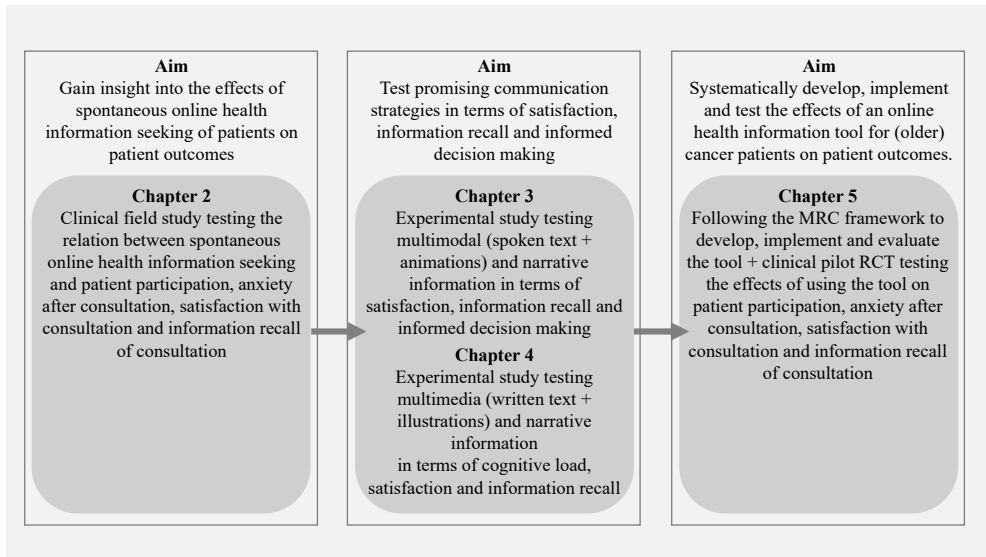 Aim
Gain insight into the effects of
spontaneous online health
information seeking of patients on
patient outcomes
Chapter 2
Clinical field study testing the
relation between spontaneous
online health information seeking
and patient participation, anxiety
after consultation, satisfaction with
consultation and information recall
of consultation
Aim
Test promising communication
strategies in terms of satisfaction,
information recall and informed
decision making
Chapter 3
Experimental study testing
multimodal (spoken text +
animations) and narrative
information in terms of
satisfaction, information recall and
informed decision making
Chapter 4
Experimental study testing
multimedia (written text +
illustrations) and narrative
information
in terms of cognitive load,
satisfaction and information recall
Aim
Systematically develop, implement
and test the effects of an online
health information tool for (older)
cancer patients on patient outcomes.
Chapter 5
Following the MRC framework to
develop, implement and evaluate
the tool + clinical pilot RCT testing
the effects of using the tool on
patient participation, anxiety after
consultation, satisfaction with
consultation and information recall
of consultation